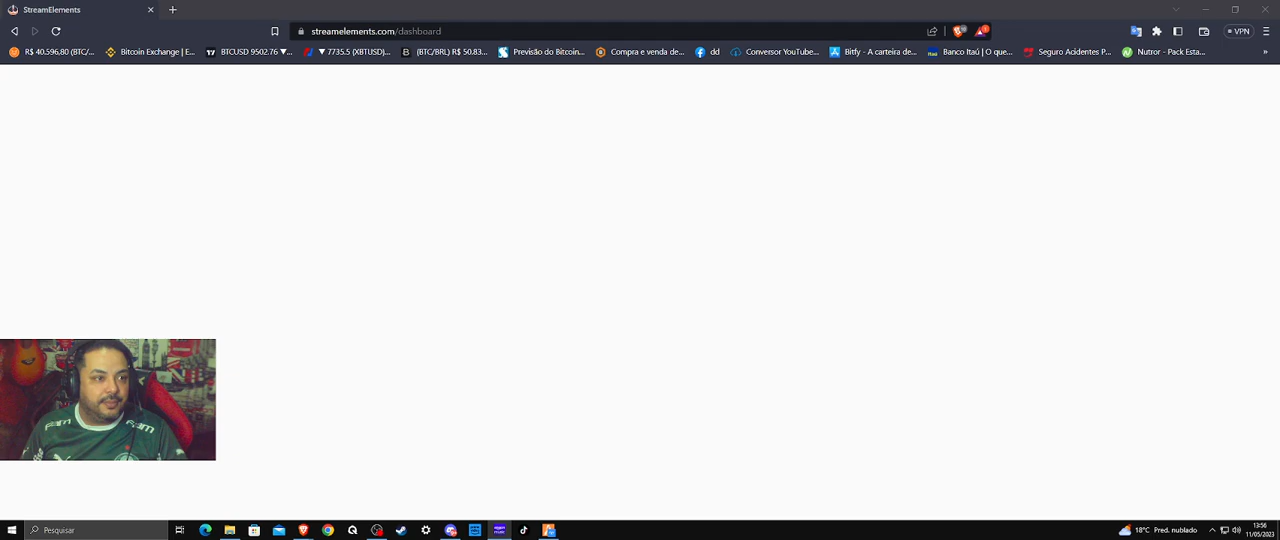 StreamElements
streamelements.com/dashboard
VPN
R$ 40.596,80 (BTC/... Bitcoin Exchange | E... BTCUSD 9502.76 ▼... ▼ 7735.5 (XBTUSD)... (BTC/BRL) R$ 50.83... Previsão do Bitcoin... Compra e venda de... dd Conversor YouTube... Bitfy - A carteira de... Banco Itaú | O que... Seguro Acidentes P... Nutror - Pack Esta... »
FAM FAM
Pesquisar
18°C Pred. nublado
13:56
11/05/2023